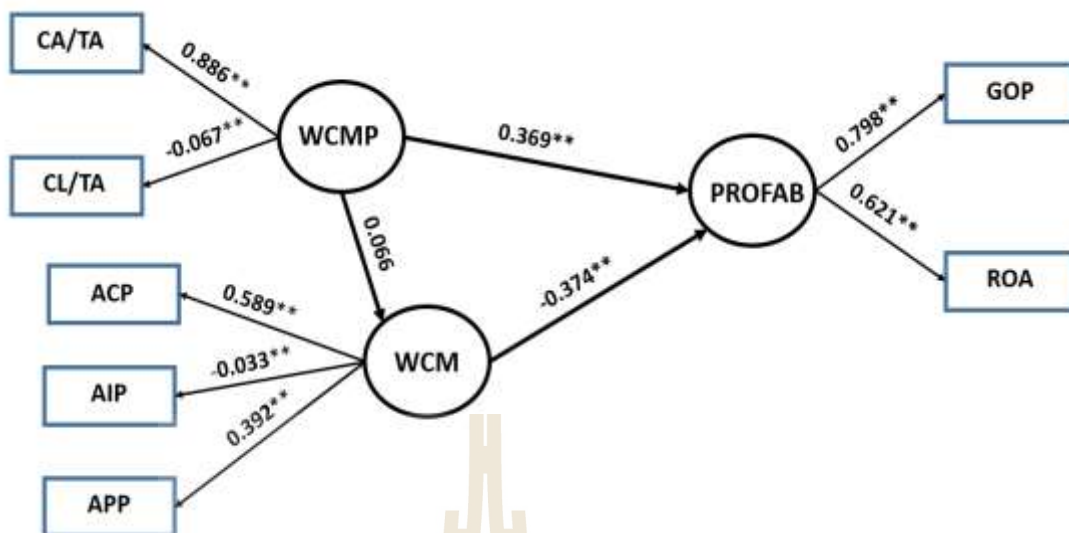 CA/TA
0.886**
CL/TA
-0.067**
WCMP
0.369**
0.066
ACP
0.589**
AIP
-0.033**
APP
0.392**
WCM
-0.374**
PROFAB
GOP
0.798**
ROA
0.621**